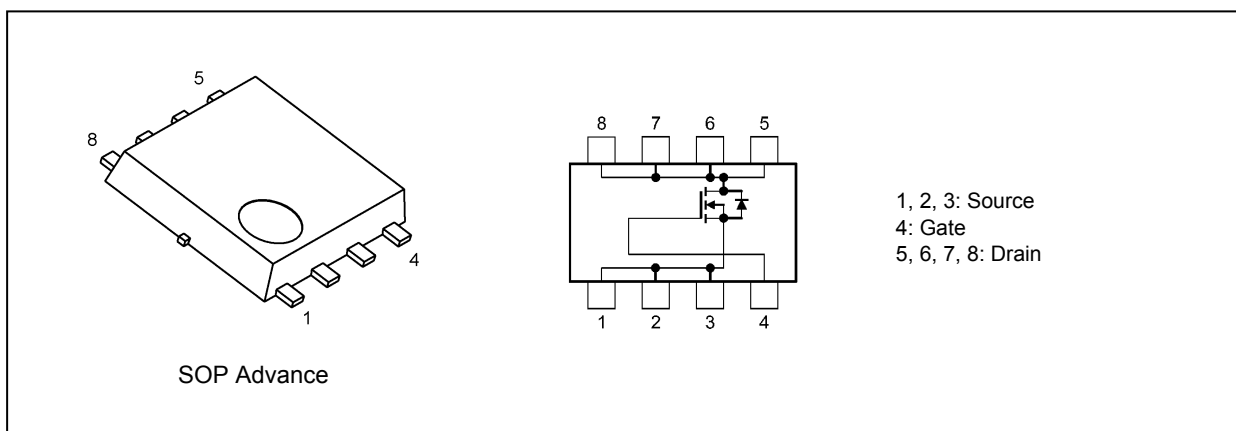 5
8
4
1
SOP Advance
8 7 6 5
1 2 3 4
1, 2, 3: Source
4: Gate
5, 6, 7, 8: Drain